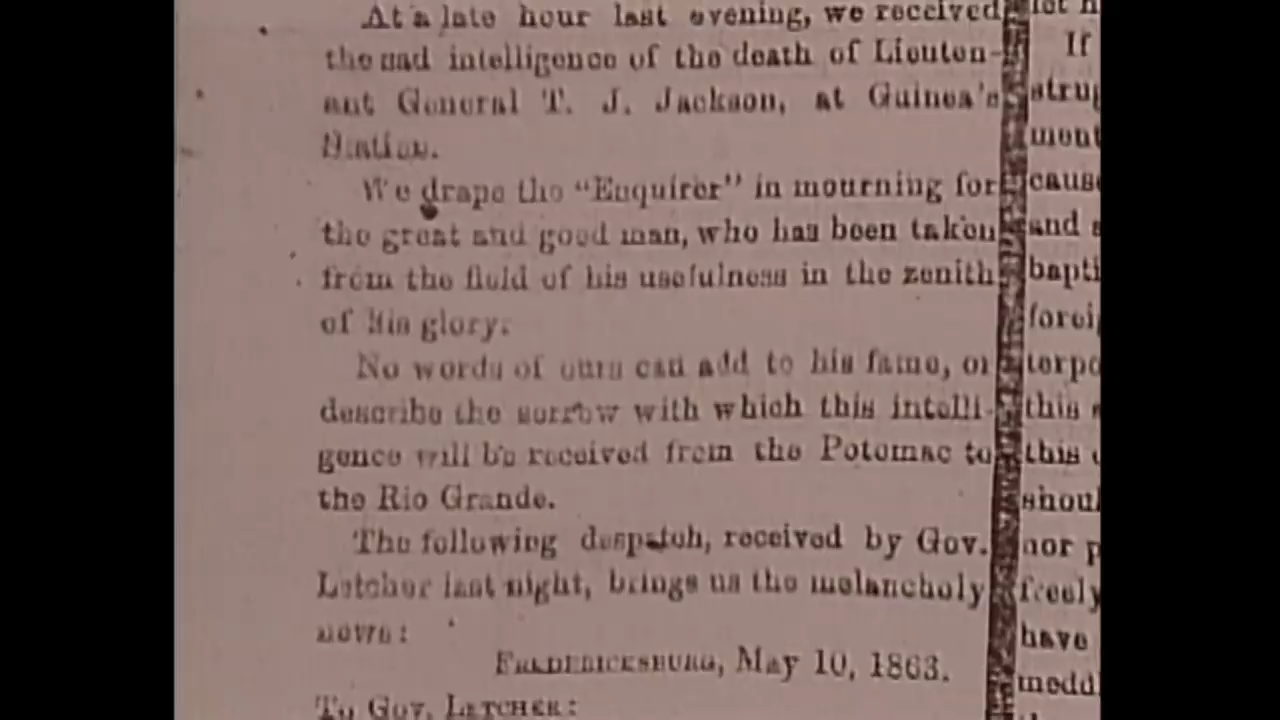 At a late hour last evening, we received
the sad intelligence of the death of Lieuten-
ant General T. J. Jackson, at Guinea's
Station.
We drape the "Enquirer" in mourning for
the great and good man, who has been taken
from the field of his usefulness in the zenith
of his glory.
No words of ours can add to his fame, or
describe the sorrow with which this intelli-
gence will be received from the Potomac to
the Rio Grande.
The following despatch, received by Gov.
Letcher last night, brings us the melancholy
news:
FREDERICKSBURG, May 10, 1863.
To Gov. LETCHER:
If
strug
ment
cause
and
bapti
foreig
terpo
this
this
shoul
nor p
freely
have
medd